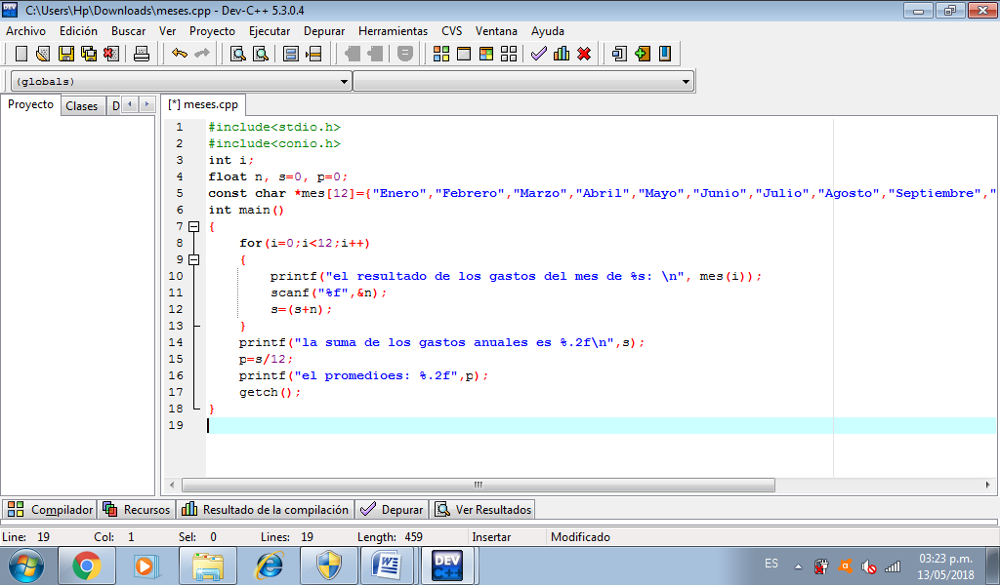 C:\Users\Hp\Downloads\meses.cpp - Dev-C++ 5.3.0.4
Archivo Edición Buscar Ver Proyecto Ejecutar Depurar Herramientas CVS Ventana Ayuda
(globals)
Proyecto Clases D [*] meses.cpp
1 #include<stdio.h>
2 #include<conio.h>
3 int i;
4 float n, s=0, p=0;
5 const char *mes[12]={"Enero","Febrero","Marzo","Abril","Mayo","Junio","Julio","Agosto","Septiembre","
6 int main()
7 {
8 for(i=0;i<12;i++)
9 {
10 printf("el resultado de los gastos del mes de %s: \n", mes(i));
11 scanf("%f",&n);
12 s=(s+n);
13 }
14 printf("la suma de los gastos anuales es %.2f\n",s);
15 p=s/12;
16 printf("el promedioes: %.2f",p);
17 getch();
18 }
19
Compilador Recursos Resultado de la compilación Depurar Ver Resultados
Line: 19 Col: 1 Sel: 0 Lines: 19 Length: 459 Insertar Modificado
DEV C++ ES 03:23 p.m.
13/05/2018